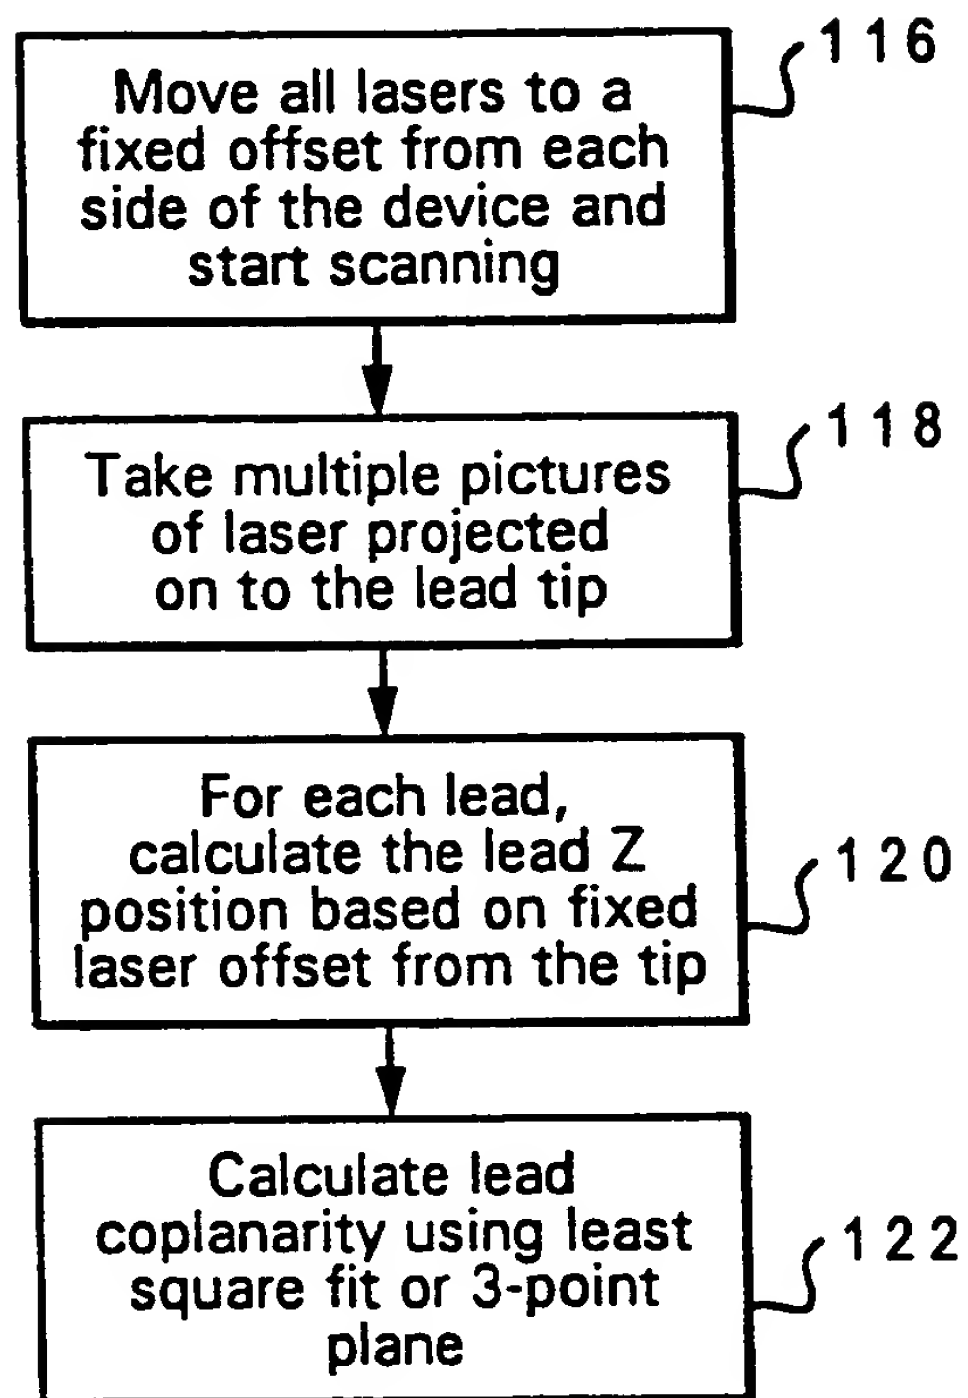 116
Move all lasers to a
fixed offset from each
side of the device and
start scanning
118
Take multiple pictures
of laser projected
on to the lead tip
120
For each lead,
calculate the lead Z
position based on fixed
laser offset from the tip
122
Calculate lead
coplanarity using least
square fit or 3-point
plane